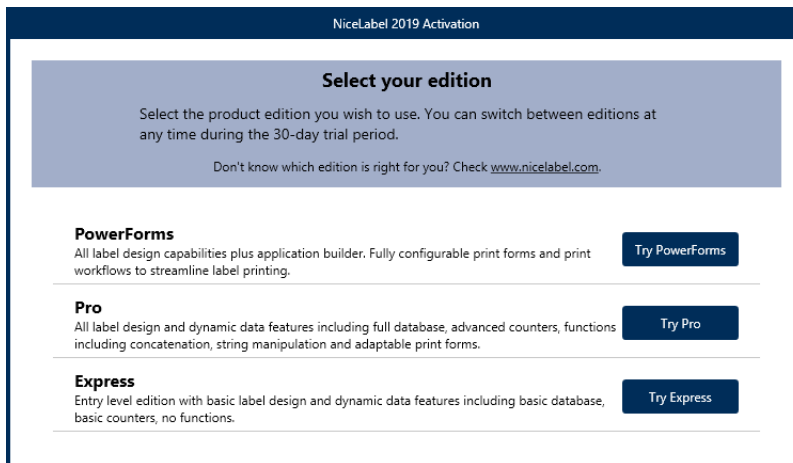 NiceLabel 2019 Activation
Select your edition
Select the product edition you wish to use. You can switch between editions at
any time during the 30-day trial period.
Don't know which edition is right for you? Check www.nicelabel.com.
PowerForms
All label design capabilities plus application builder. Fully configurable print forms and print
workflows to streamline label printing.
Try PowerForms
Pro
All label design and dynamic data features including full database, advanced counters, functions
including concatenation, string manipulation and adaptable print forms.
Try Pro
Express
Entry level edition with basic label design and dynamic data features including basic database,
basic counters, no functions.
Try Express